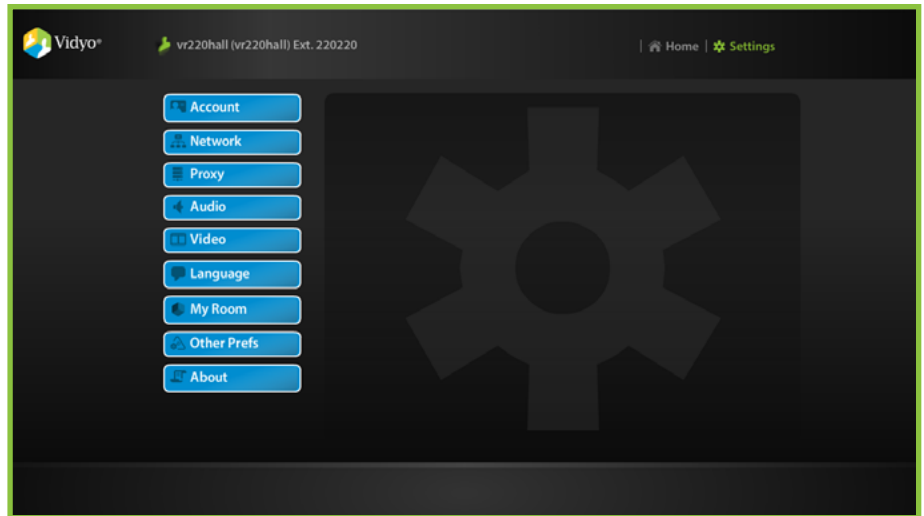 Vidyo® vr220hall (vr220hall) Ext. 220220 | Home | Settings
Account
Network
Proxy
Audio
Video
Language
My Room
Other Prefs
About